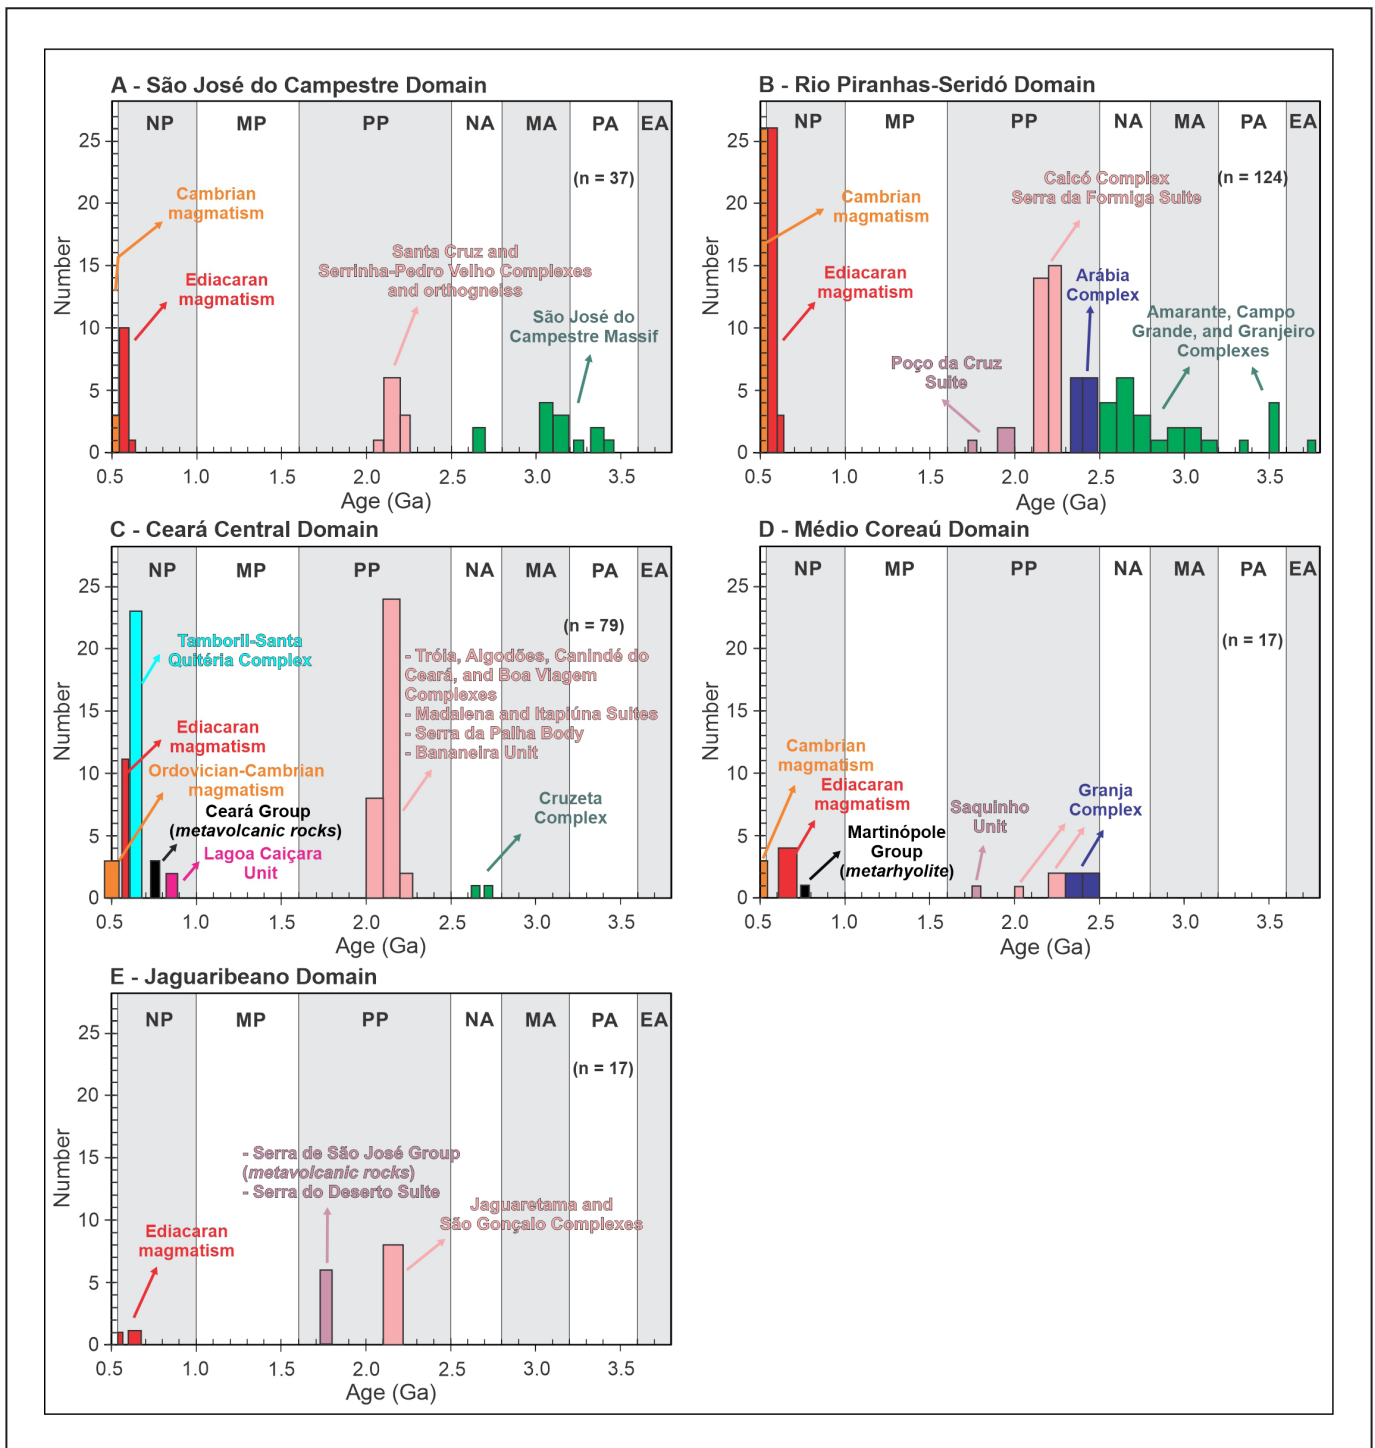 A - São José do Campestre Domain
NP MP PP NA MA PA EA
25
20
15
10
5
0
Number
(n = 37)
Cambrian
magmatism
Ediacaran
magmatism
Santa Cruz and
Serrinha-Pedro Velho Complexes
and orthogneiss
São José do
Campestre Massif
0.5 1.0 1.5 2.0 2.5 3.0 3.5
Age (Ga)
B - Rio Piranhas-Seridó Domain
NP MP PP NA MA PA EA
25
20
15
10
5
0
Number
(n = 124)
Cambrian
magmatism
Ediacaran
magmatism
Caicó Complex
Serra da Formiga Suite
Arábia
Complex
Amarante, Campo
Grande, and Granjeiro
Complexes
Poço da Cruz
Suite
0.5 1.0 1.5 2.0 2.5 3.0 3.5
Age (Ga)
C - Ceará Central Domain
NP MP PP NA MA PA EA
25
20
15
10
5
0
Number
(n = 79)
Tamboril-Santa
Quitéria Complex
- Tróia, Algodões, Canindé do
Ceará, and Boa Viagem
Complexes
- Madalena and Itapiúna Suites
- Serra da Palha Body
- Bananeira Unit
Ediacaran
magmatism
Ordovician-Cambrian
magmatism
Ceará Group
(metavolcanic rocks)
Lagoa Caiçara
Unit
Cruzeta
Complex
0.5 1.0 1.5 2.0 2.5 3.0 3.5
Age (Ga)
D - Médio Coreaú Domain
NP MP PP NA MA PA EA
25
20
15
10
5
0
Number
(n = 17)
Cambrian
magmatism
Ediacaran
magmatism
Martinópole
Group
(metarhyolite)
Saquinho
Unit
Granja
Complex
0.5 1.0 1.5 2.0 2.5 3.0 3.5
Age (Ga)
E - Jaguaribeano Domain
NP MP PP NA MA PA EA
25
20
15
10
5
0
Number
(n = 17)
- Serra de São José Group
(metavolcanic rocks)
- Serra do Deserto Suite
Jaguaretama and
São Gonçalo Complexes
Ediacaran
magmatism
0.5 1.0 1.5 2.0 2.5 3.0 3.5
Age (Ga)